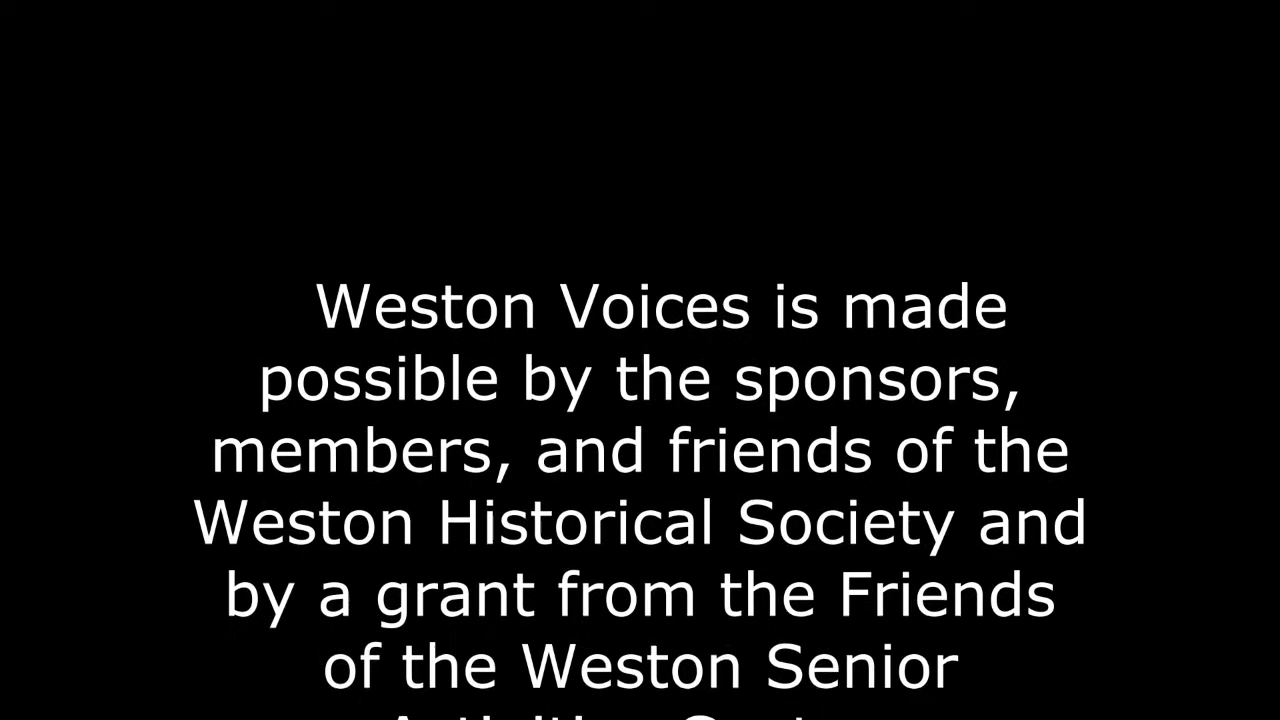 Weston Voices is made
possible by the sponsors,
members, and friends of the
Weston Historical Society and
by a grant from the Friends
of the Weston Senior